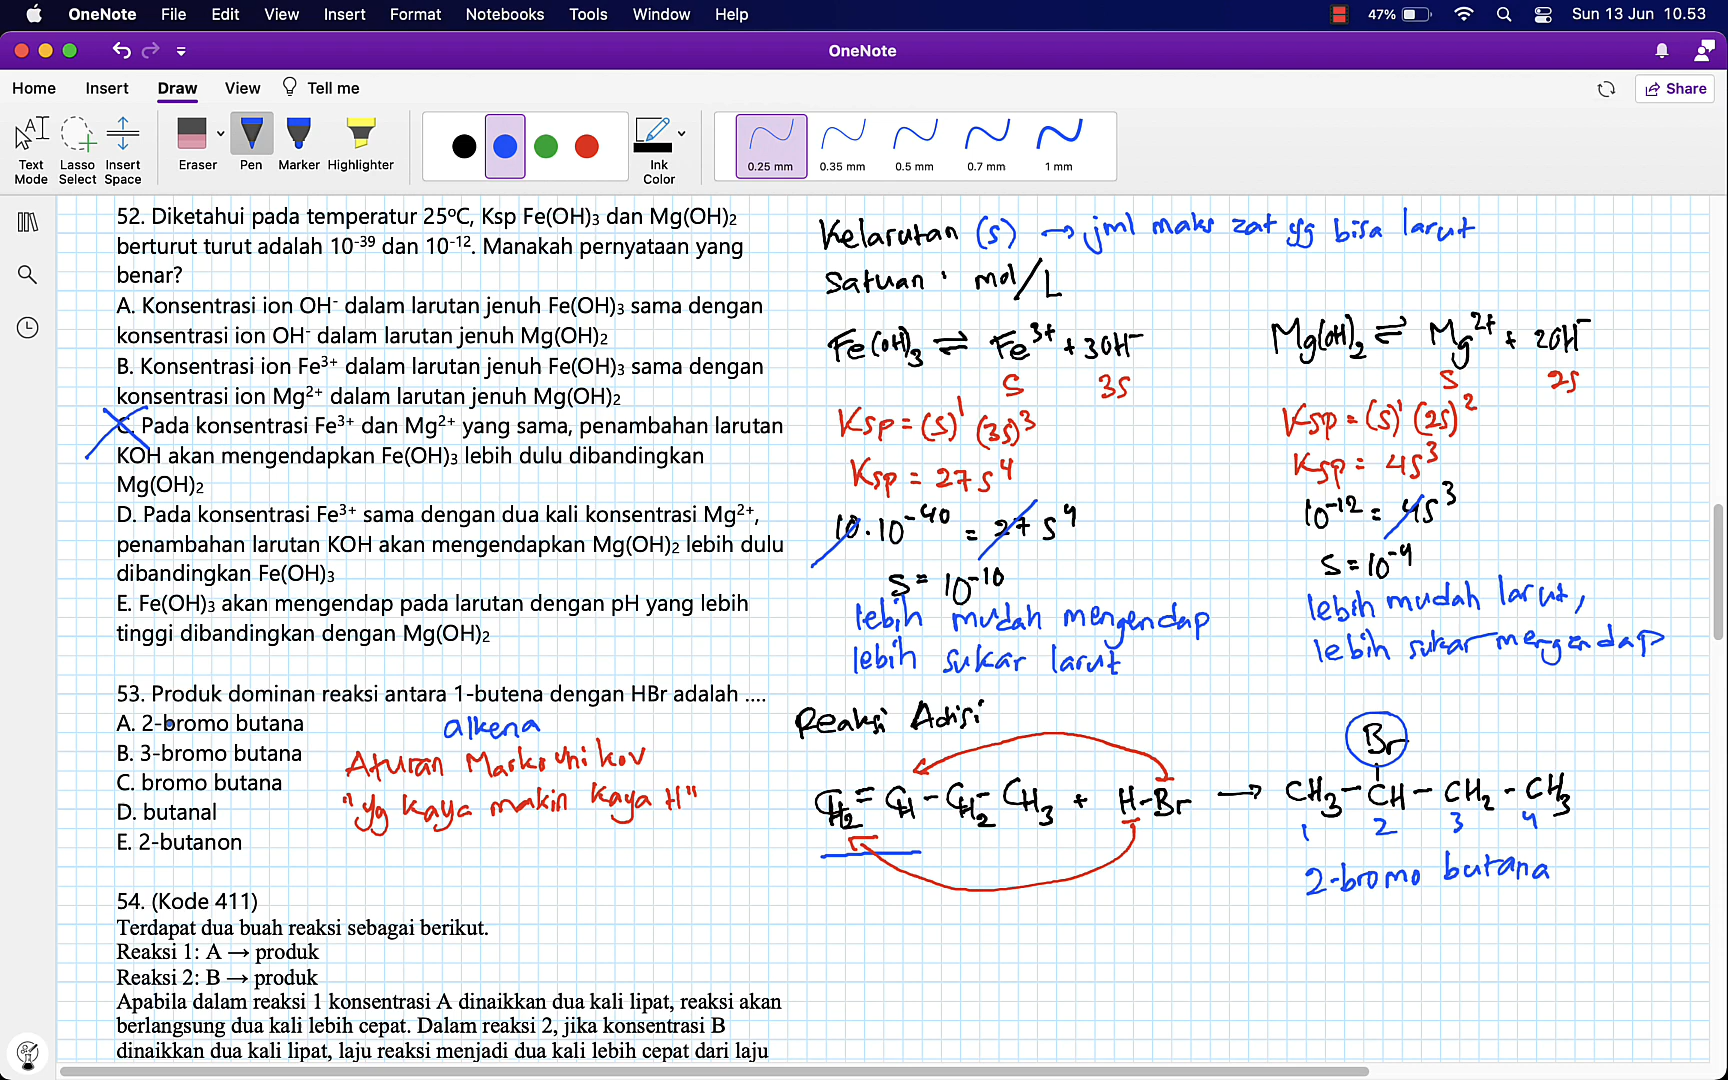 OneNote File Edit View Insert Format Notebooks Tools Window Help 47% Sun 13 Jun 10.53
OneNote
Home Insert Draw View Tell me Share
Text Mode
Lasso Select
Insert Space
Eraser
Pen
Marker
Highlighter
Ink Color
0.25 mm
0.35 mm
0.5 mm
0.7 mm
1 mm
52. Diketahui pada temperatur 25ºC, Ksp Fe(OH)₃ dan Mg(OH)₂
berturut turut adalah 10⁻³⁹ dan 10⁻¹². Manakah pernyataan yang
benar?
A. Konsentrasi ion OH⁻ dalam larutan jenuh Fe(OH)₃ sama dengan
konsentrasi ion OH⁻ dalam larutan jenuh Mg(OH)₂
B. Konsentrasi ion Fe³⁺ dalam larutan jenuh Fe(OH)₃ sama dengan
konsentrasi ion Mg²⁺ dalam larutan jenuh Mg(OH)₂
C. Pada konsentrasi Fe³⁺ dan Mg²⁺ yang sama, penambahan larutan
KOH akan mengendapkan Fe(OH)₃ lebih dulu dibandingkan
Mg(OH)₂
D. Pada konsentrasi Fe³⁺ sama dengan dua kali konsentrasi Mg²⁺,
penambahan larutan KOH akan mengendapkan Mg(OH)₂ lebih dulu
dibandingkan Fe(OH)₃
E. Fe(OH)₃ akan mengendap pada larutan dengan pH yang lebih
tinggi dibandingkan dengan Mg(OH)₂
Kelarutan (s) → jml maks zat yg bisa larut
Satuan : mol/L
Fe(OH)₃ ⇌ Fe³⁺ + 3OH⁻
s 3s
Ksp = (s)¹ (3s)³
Ksp = 27s⁴
10·10⁻⁴⁰ = 27 s⁴
s = 10⁻¹⁰
lebih mudah mengendap
lebih sukar larut
Mg(OH)₂ ⇌ Mg²⁺ + 2OH⁻
s 2s
Ksp = (s)¹ (2s)²
Ksp = 4s³
10⁻¹² = 4s³
s = 10⁻⁴
lebih mudah larut,
lebih sukar mengendap
53. Produk dominan reaksi antara 1-butena dengan HBr adalah ....
A. 2-bromo butana
B. 3-bromo butana
C. bromo butana
D. butanal
E. 2-butanon
alkena
Aturan Markovnikov
"Yg kaya makin kaya H"
Reaksi Adisi
CH₂ = CH - CH₂ - CH₃ + H-Br → CH₃ - CH - CH₂ - CH₃
Br
1 2 3 4
2-bromo butana
54. (Kode 411)
Terdapat dua buah reaksi sebagai berikut.
Reaksi 1: A → produk
Reaksi 2: B → produk
Apabila dalam reaksi 1 konsentrasi A dinaikkan dua kali lipat, reaksi akan
berlangsung dua kali lebih cepat. Dalam reaksi 2, jika konsentrasi B
dinaikkan dua kali lipat, laju reaksi menjadi dua kali lebih cepat dari laju